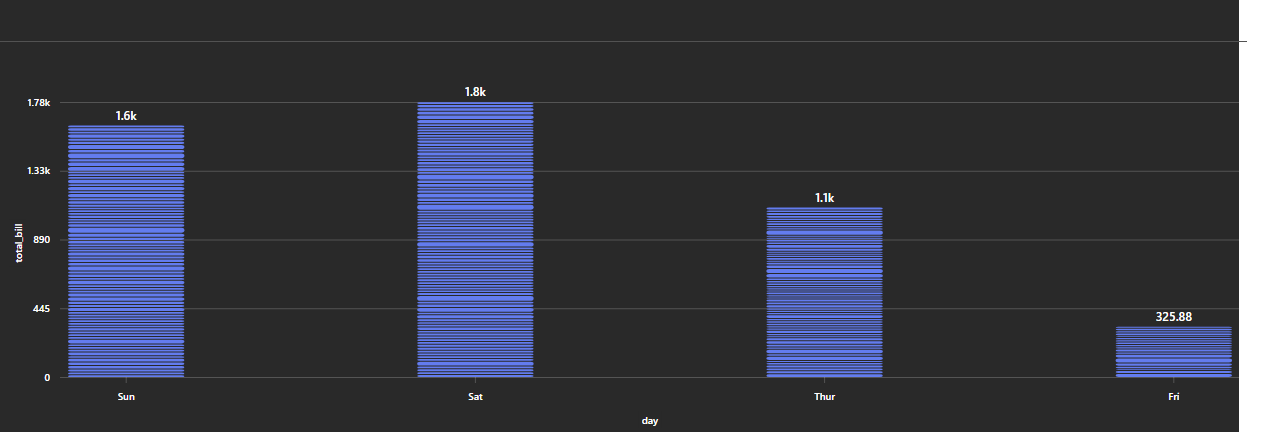 1.8k
1.6k
1.78k
1.33k
1.1k
890
total_bill
445
325.88
0
Sun Sat Thur Fri
day